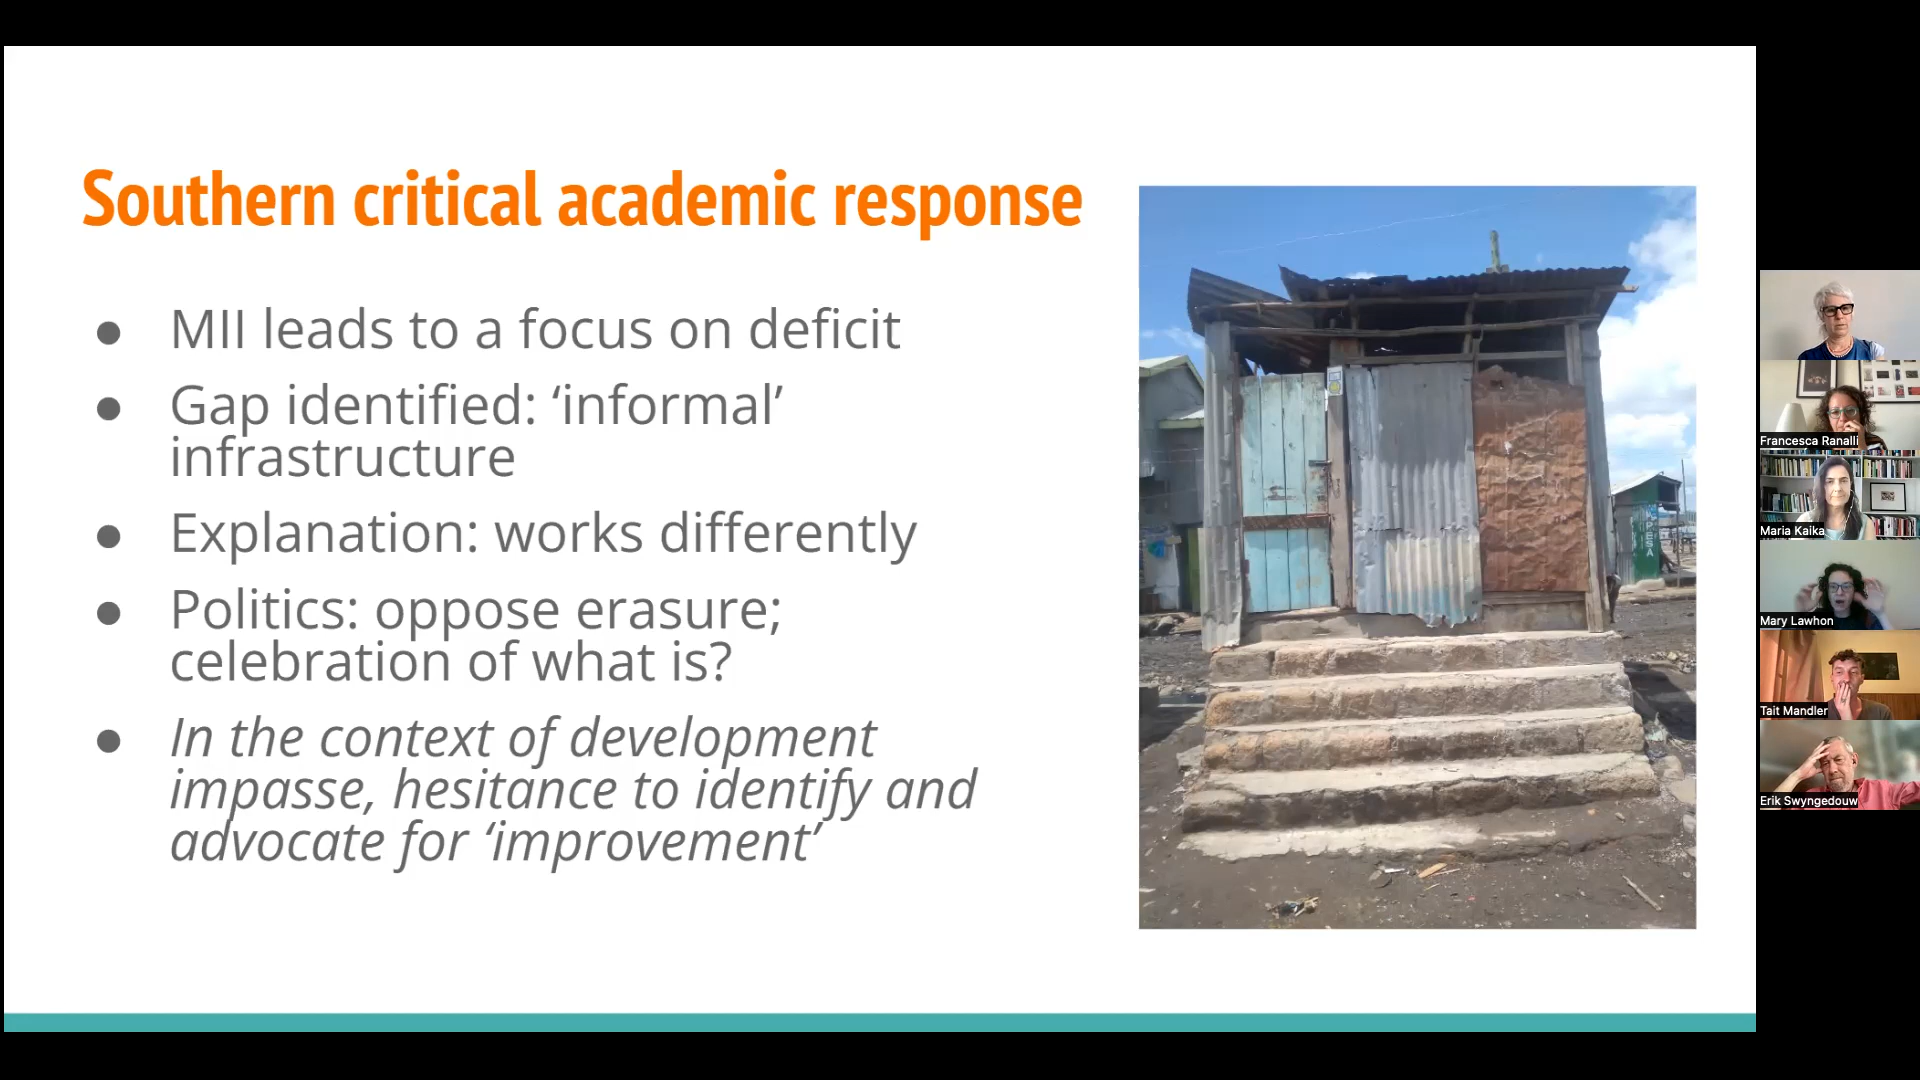 Southern critical academic response
● MII leads to a focus on deficit
● Gap identified: ‘informal’
infrastructure
● Explanation: works differently
● Politics: oppose erasure;
celebration of what is?
● In the context of development
impasse, hesitance to identify and
advocate for ‘improvement’
Francesca Ranalli
Maria Kaika
Mary Lawhon
Tait Mandler
Erik Swyngedouw